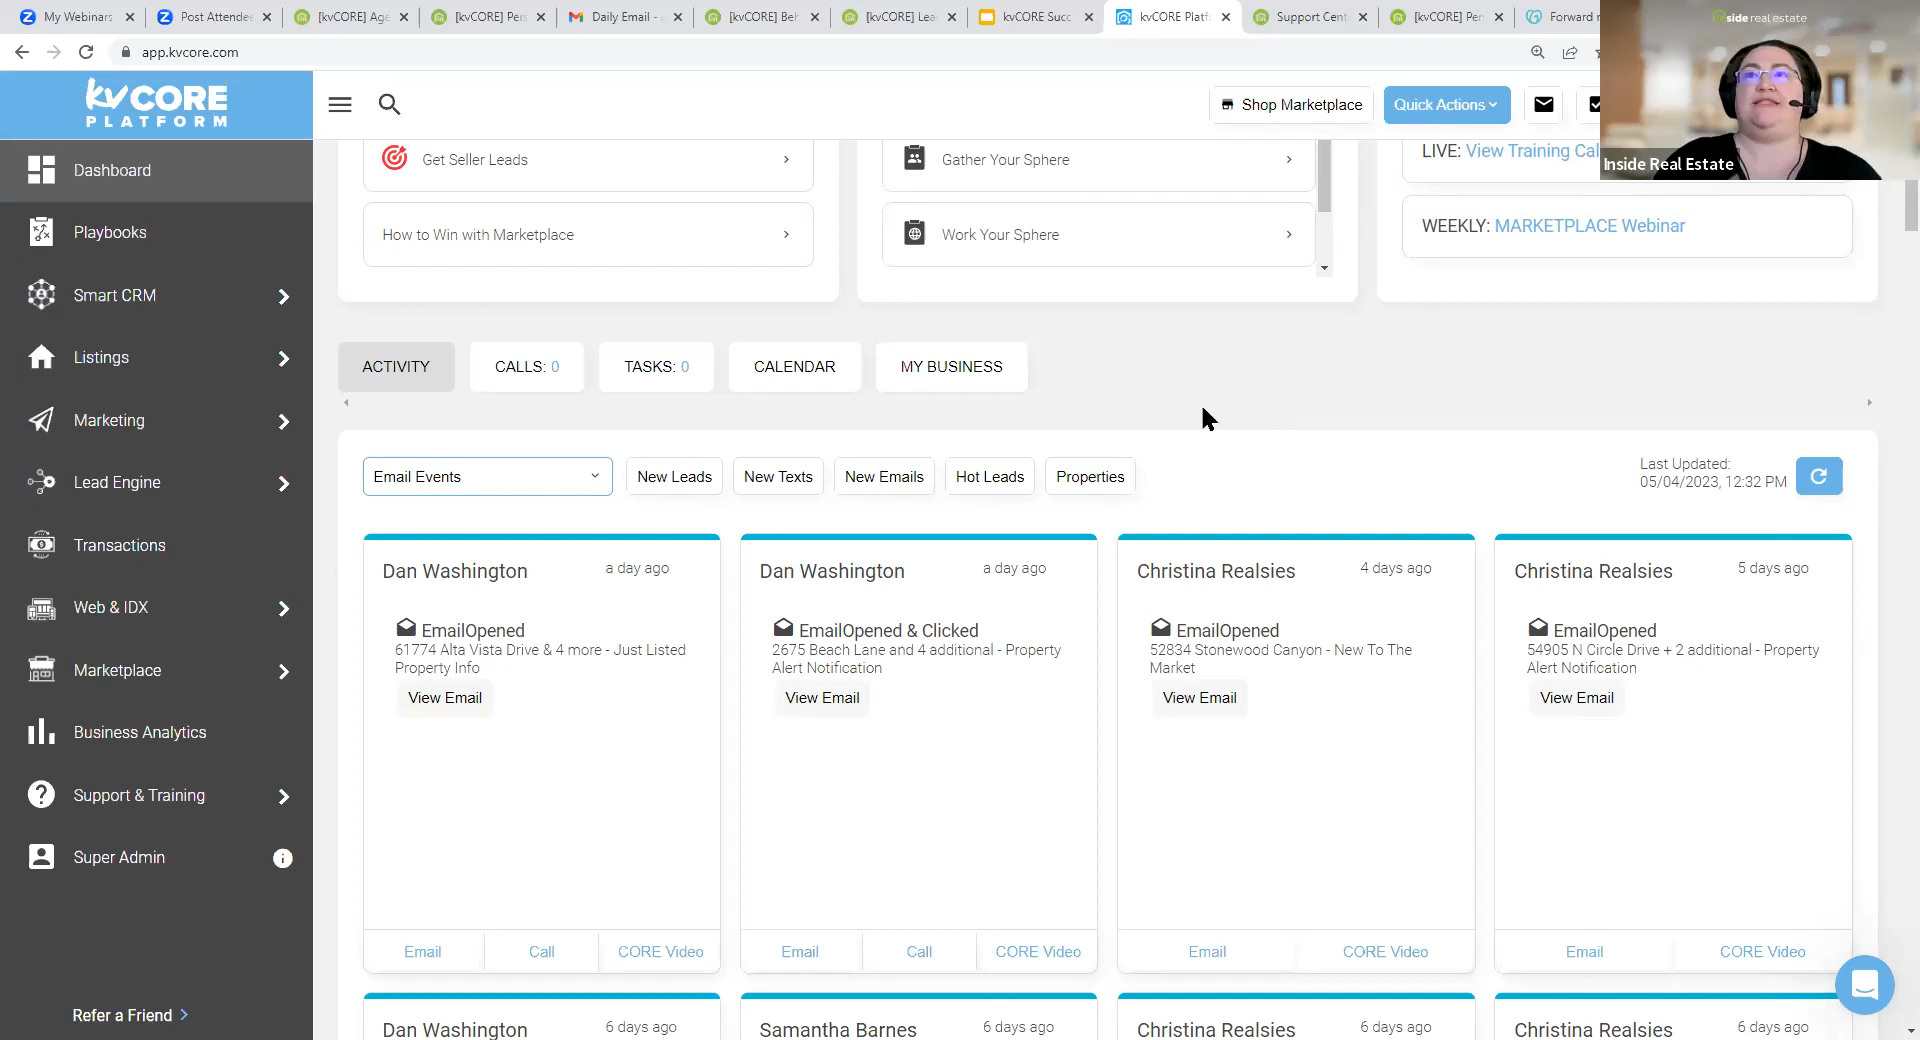 My Webinars
Post Attende
[kvCORE] Age
[kvCORE] Pers
Daily Email -
[kvCORE] Beh
[kvCORE] Lea
kvCORE Succ
kvCORE Platf
Support Cent
[kvCORE] Per
Forward
app.kvcore.com
inside real estate
Inside Real Estate
kvCORE
PLATFORM
Shop Marketplace
Quick Actions
Dashboard
Playbooks
Smart CRM
Listings
Marketing
Lead Engine
Transactions
Web & IDX
Marketplace
Business Analytics
Support & Training
Super Admin
Refer a Friend
Get Seller Leads
How to Win with Marketplace
Gather Your Sphere
Work Your Sphere
LIVE: View Training Cal
WEEKLY: MARKETPLACE Webinar
ACTIVITY
CALLS: 0
TASKS: 0
CALENDAR
MY BUSINESS
Email Events
New Leads
New Texts
New Emails
Hot Leads
Properties
Last Updated:
05/04/2023, 12:32 PM
Dan Washington
a day ago
EmailOpened
61774 Alta Vista Drive & 4 more - Just Listed
Property Info
View Email
Email
Call
CORE Video
Dan Washington
a day ago
EmailOpened & Clicked
2675 Beach Lane and 4 additional - Property
Alert Notification
View Email
Email
Call
CORE Video
Christina Realsies
4 days ago
EmailOpened
52834 Stonewood Canyon - New To The
Market
View Email
Email
CORE Video
Christina Realsies
5 days ago
EmailOpened
54905 N Circle Drive + 2 additional - Property
Alert Notification
View Email
Email
CORE Video
Dan Washington
6 days ago
Samantha Barnes
6 days ago
Christina Realsies
6 days ago
Christina Realsies
6 days ago